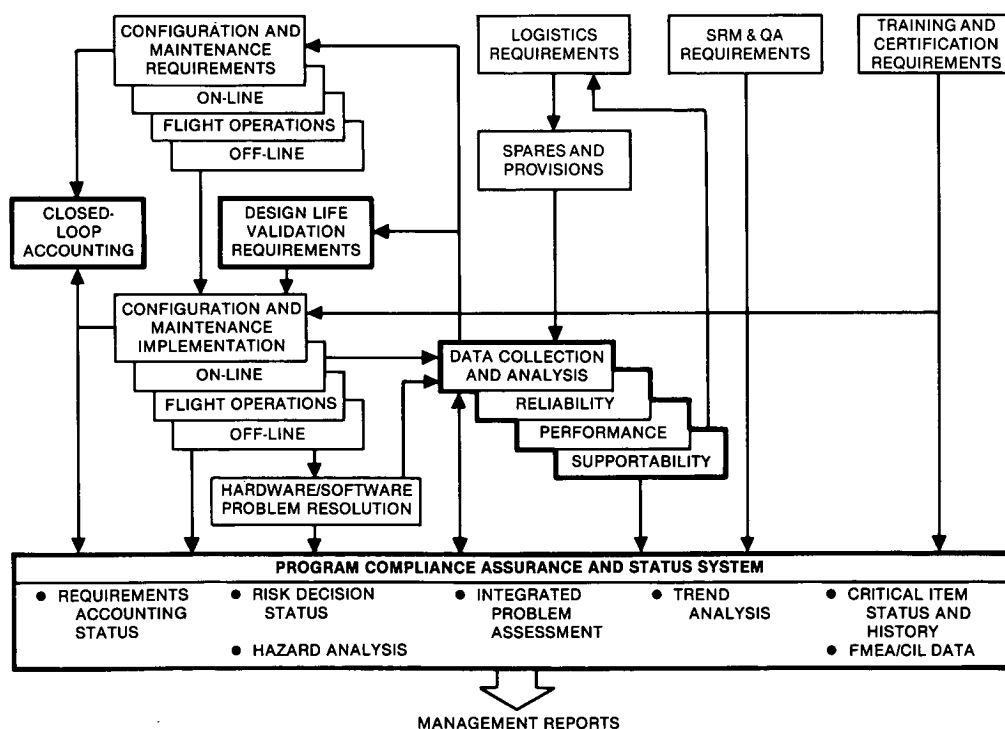 CONFIGURATION AND
MAINTENANCE
REQUIREMENTS
ON-LINE
FLIGHT OPERATIONS
OFF-LINE
LOGISTICS
REQUIREMENTS
SRM & QA
REQUIREMENTS
TRAINING AND
CERTIFICATION
REQUIREMENTS
SPARES AND
PROVISIONS
CLOSED-
LOOP
ACCOUNTING
DESIGN LIFE
VALIDATION
REQUIREMENTS
CONFIGURATION AND
MAINTENANCE
IMPLEMENTATION
ON-LINE
FLIGHT OPERATIONS
OFF-LINE
DATA COLLECTION
AND ANALYSIS
RELIABILITY
PERFORMANCE
SUPPORTABILITY
HARDWARE/SOFTWARE
PROBLEM RESOLUTION
PROGRAM COMPLIANCE ASSURANCE AND STATUS SYSTEM
● REQUIREMENTS
ACCOUNTING
STATUS
● RISK DECISION
STATUS
● HAZARD ANALYSIS
● INTEGRATED
PROBLEM
ASSESSMENT
● TREND
ANALYSIS
● CRITICAL ITEM
STATUS AND
HISTORY
● FMEA/CIL DATA
MANAGEMENT REPORTS